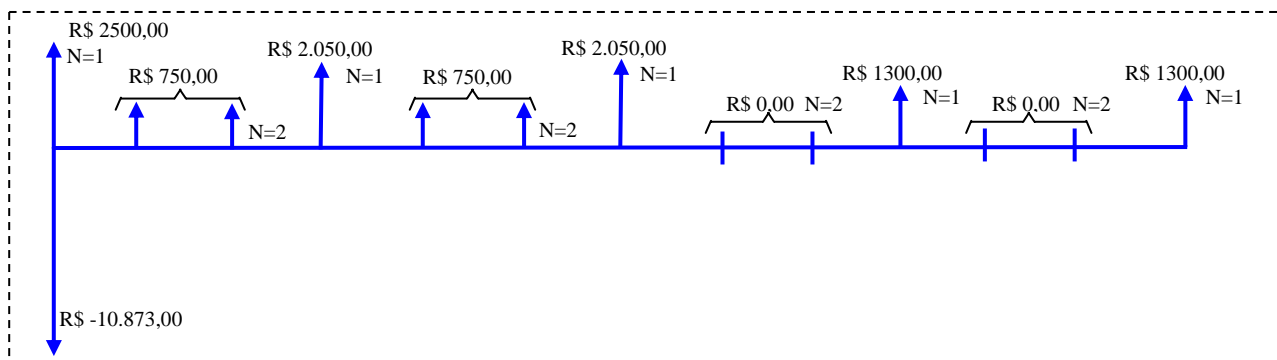 R$ 2500,00
N=1
R$ 750,00
N=2
R$ 2.050,00
N=1
R$ 750,00
N=2
R$ 2.050,00
N=1
R$ 0,00 N=2
R$ 1300,00
N=1
R$ 0,00 N=2
R$ 1300,00
N=1
R$ -10.873,00